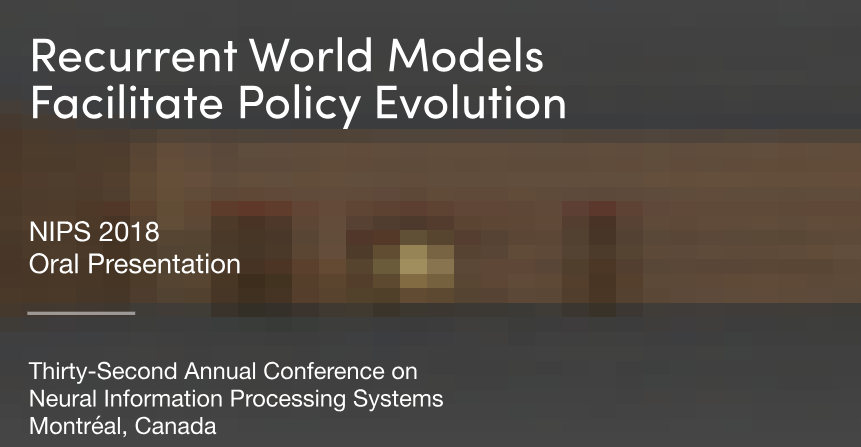 Recurrent World Models
Facilitate Policy Evolution
NIPS 2018
Oral Presentation
Thirty-Second Annual Conference on
Neural Information Processing Systems
Montréal, Canada